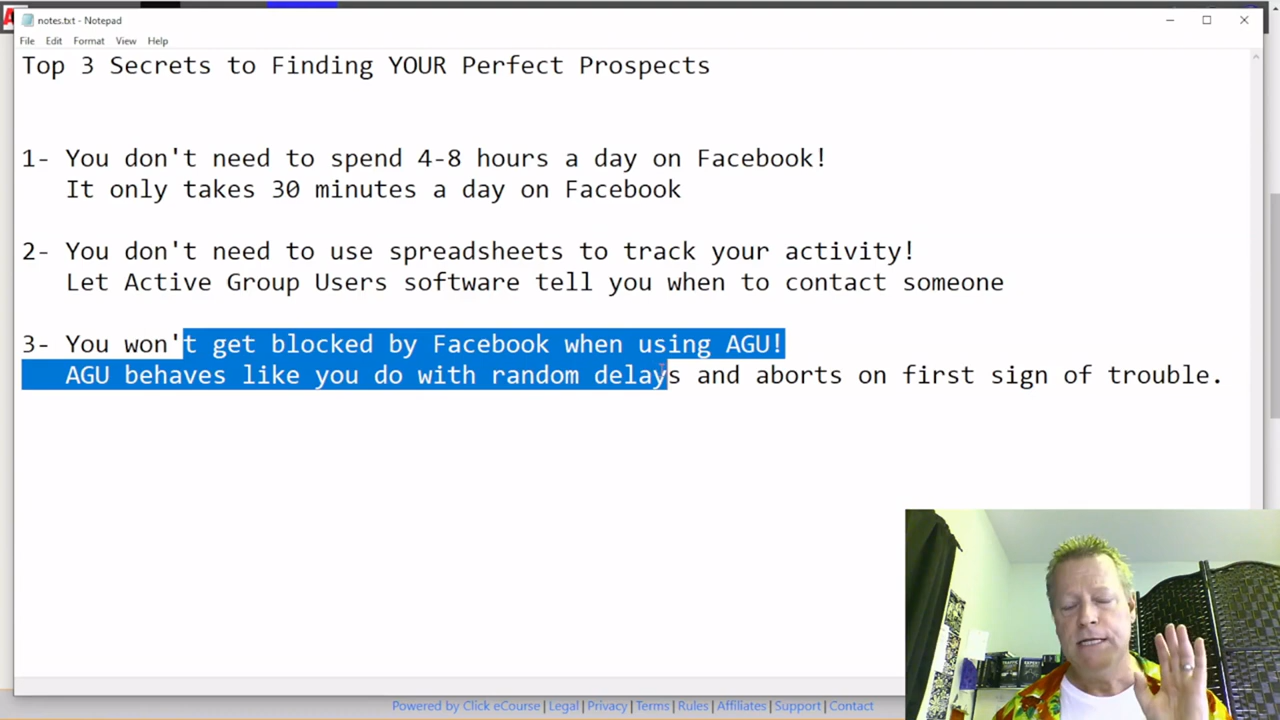 notes.txt - Notepad
File Edit Format View Help
Top 3 Secrets to Finding YOUR Perfect Prospects
1- You don't need to spend 4-8 hours a day on Facebook!
It only takes 30 minutes a day on Facebook
2- You don't need to use spreadsheets to track your activity!
Let Active Group Users software tell you when to contact someone
3- You won't get blocked by Facebook when using AGU!
AGU behaves like you do with random delays and aborts on first sign of trouble.
Powered by Click eCourse | Legal | Privacy | Terms | Rules | Affiliates | Support | Contact